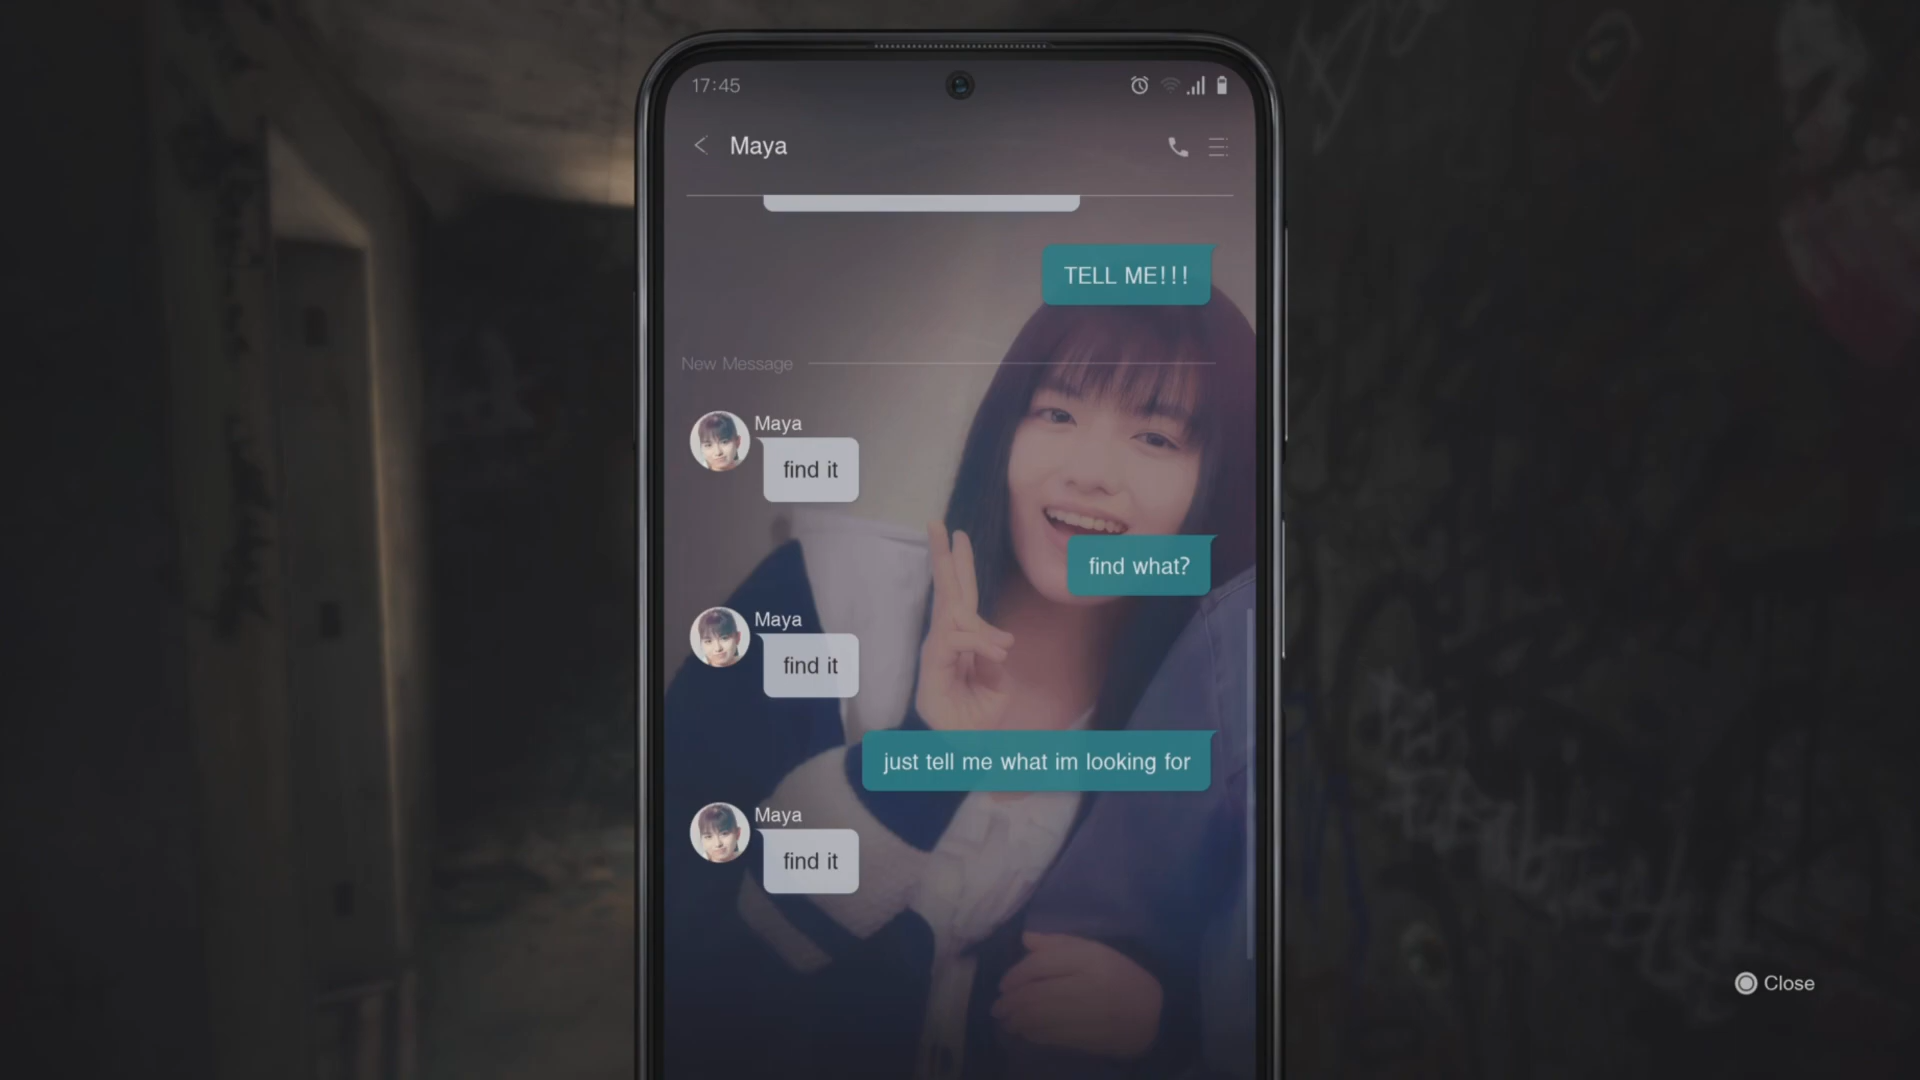 17:45
Maya
TELL ME!!!
New Message
Maya
find it
find what?
Maya
find it
just tell me what im looking for
Maya
find it
Close